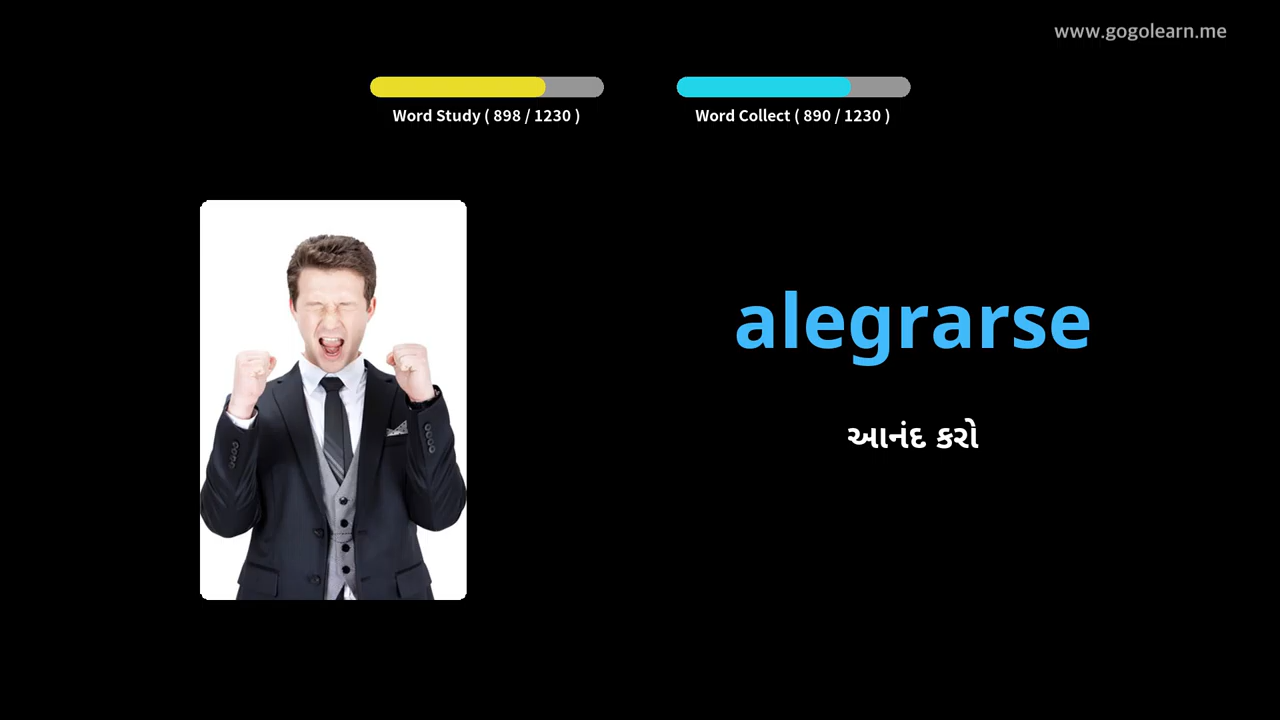 www.gogolearn.me
Word Study ( 898 / 1230 )
Word Collect ( 890 / 1230 )
alegrarse
આનંદ કરો